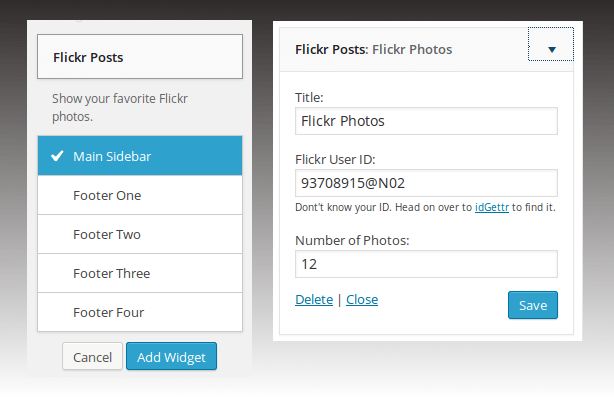 Flickr Posts
Show your favorite Flickr
photos.
Main Sidebar
Footer One
Footer Two
Footer Three
Footer Four
Cancel
Add Widget
Flickr Posts: Flickr Photos
Title:
Flickr Photos
Flickr User ID:
93708915@N02
Dont't know your ID. Head on over to idGettr to find it.
Number of Photos:
12
Delete | Close
Save